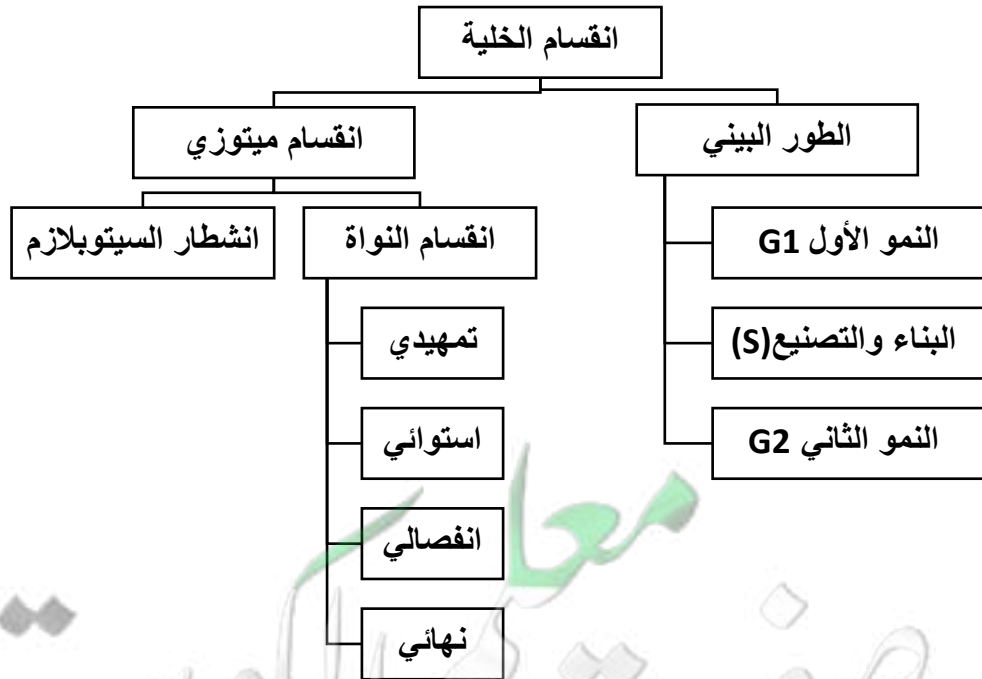 انقسام الخلية
الطور البيني
انقسام ميتوزي
النمو الأول G1
البناء والتصنيع(S)
النمو الثاني G2
انقسام النواة
انشطار السيتوبلازم
تمهيدي
استوائي
انفصالي
نهائي